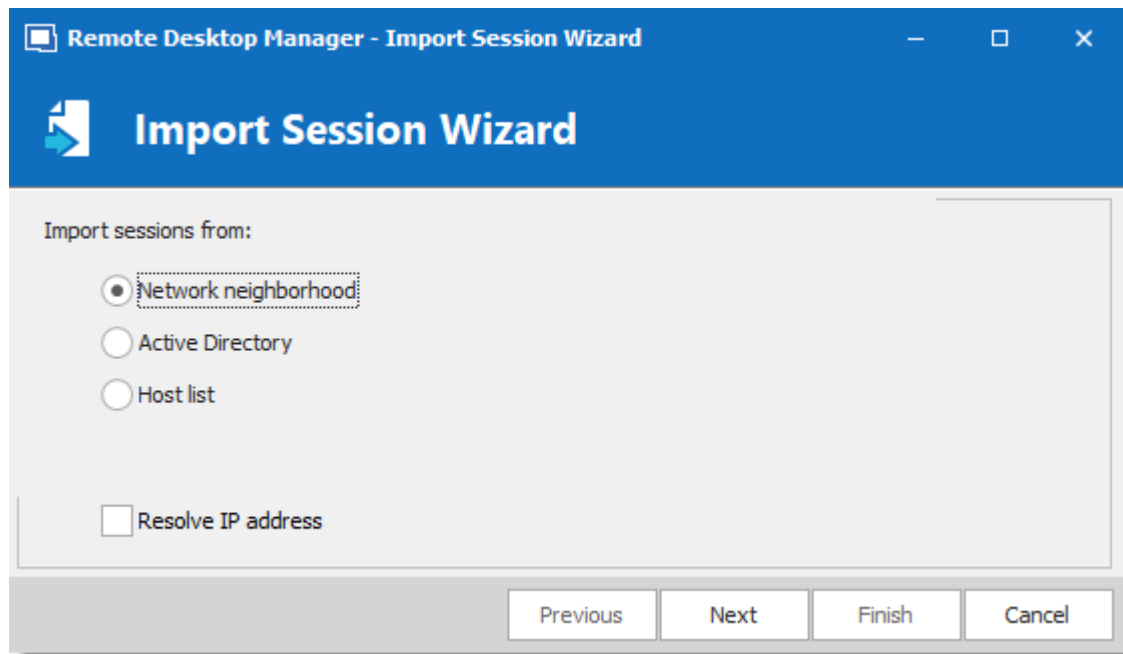 Remote Desktop Manager - Import Session Wizard
Import Session Wizard
Import sessions from:
Network neighborhood
Active Directory
Host list
Resolve IP address
Previous Next Finish Cancel